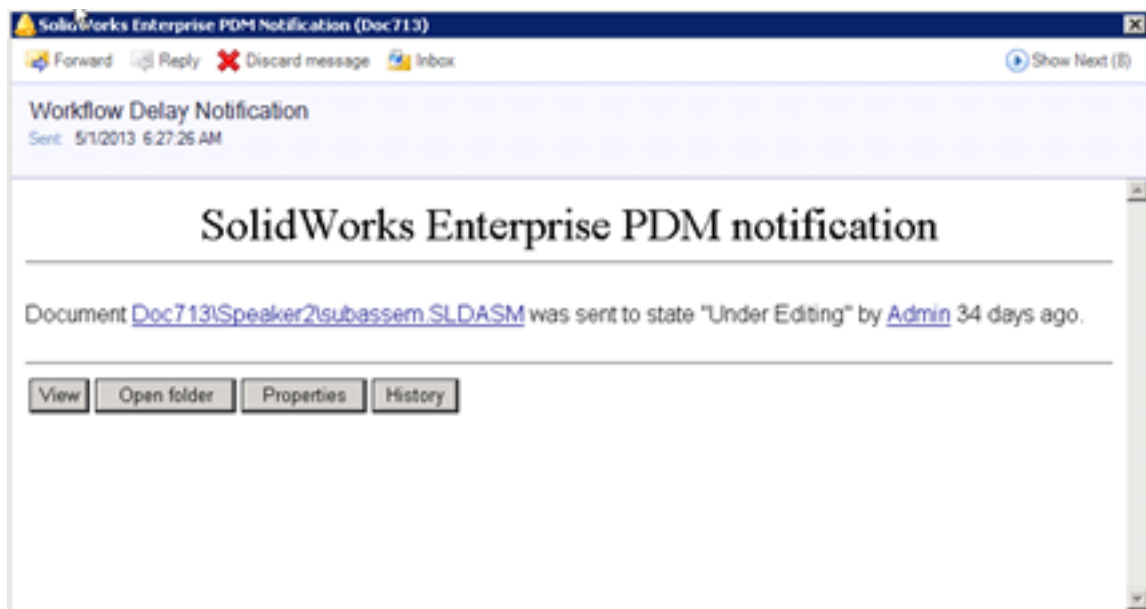 SolidWorks Enterprise PDM Notification (Doc713)
Forward Reply Discard message Inbox Show Next (8)
Workflow Delay Notification
Sent: 5/1/2013 6:27:26 AM
SolidWorks Enterprise PDM notification
Document Doc713\Speaker2\subassem.SLDASM was sent to state "Under Editing" by Admin 34 days ago.
View Open folder Properties History